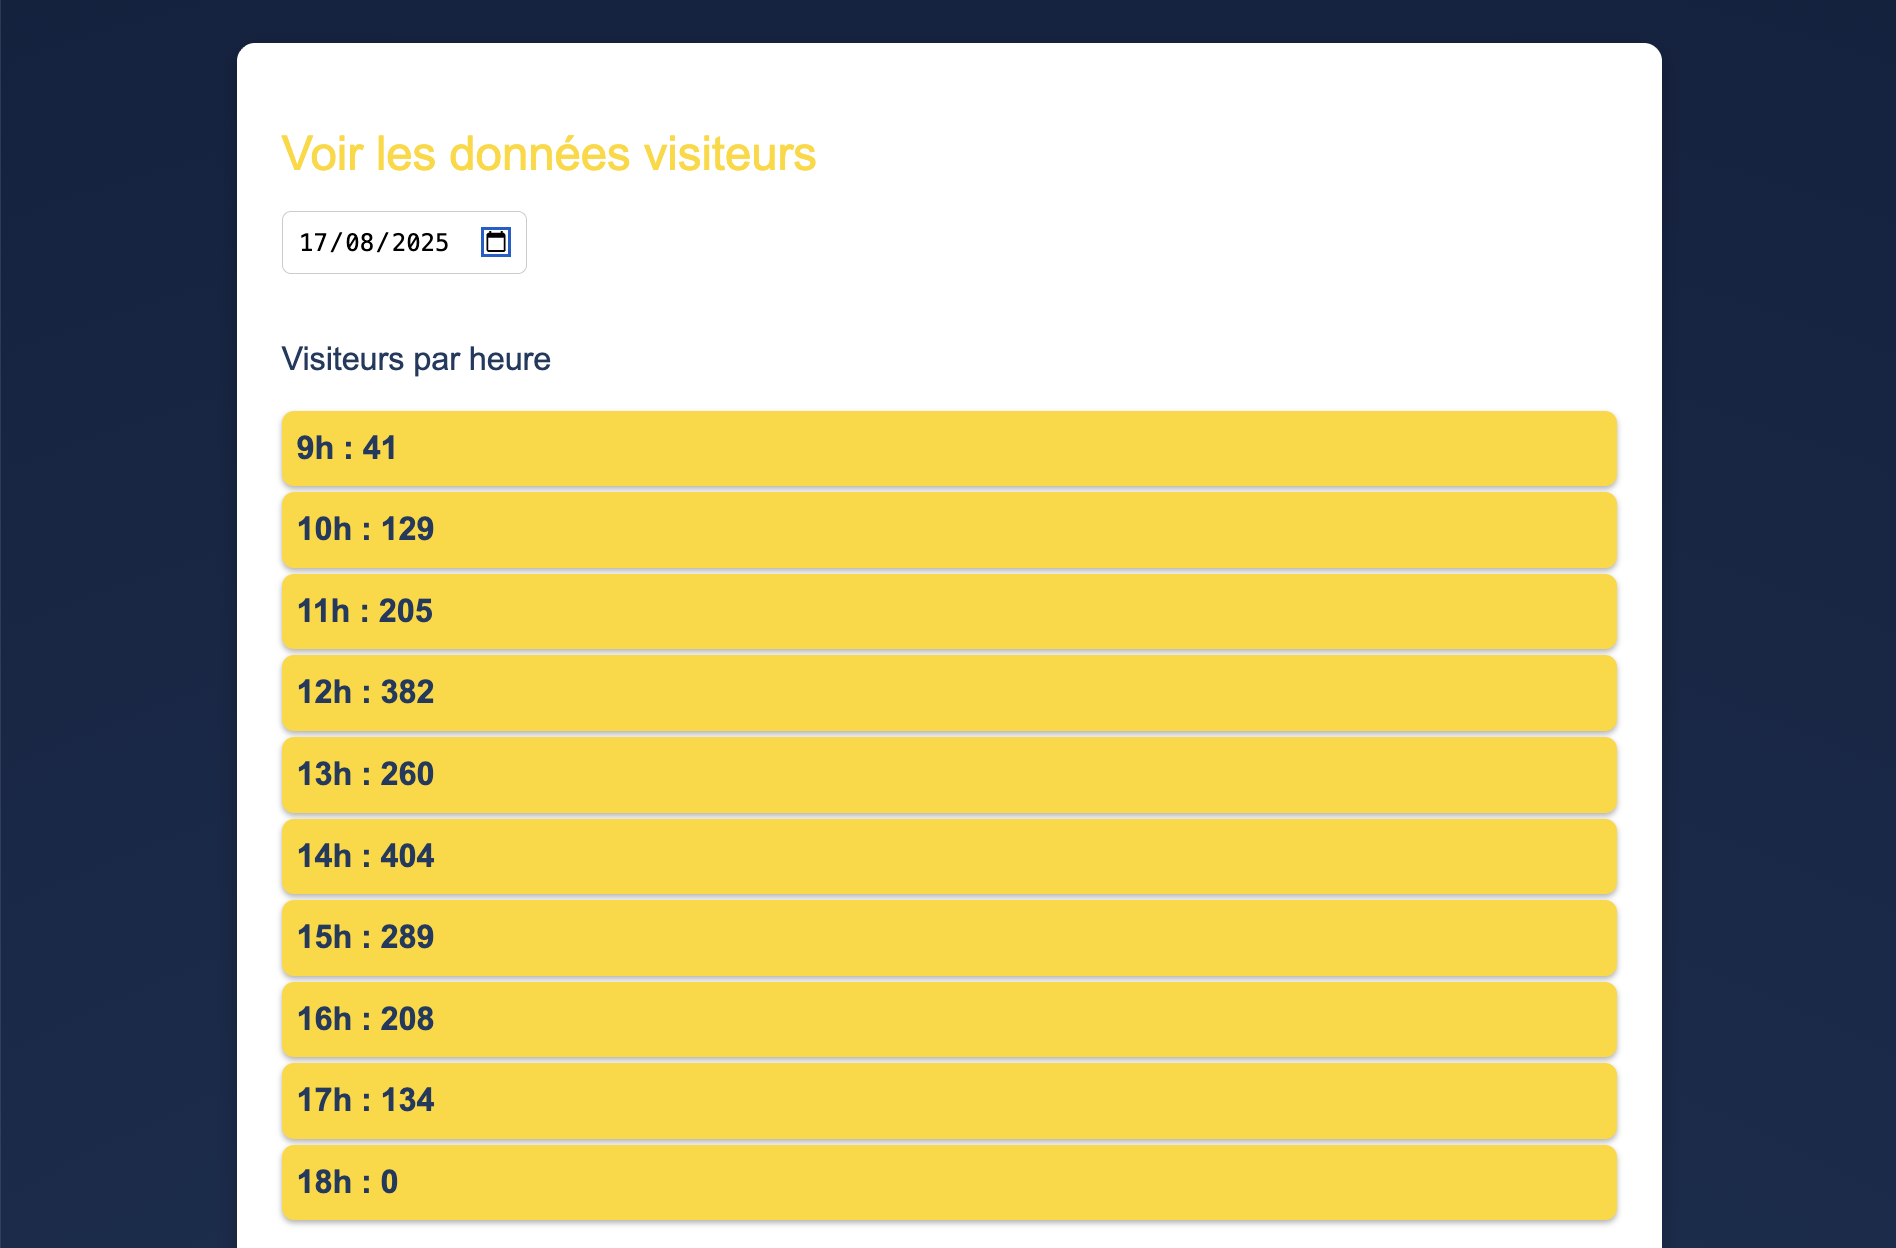 Voir les données visiteurs
17/08/2025
Visiteurs par heure
9h : 41
10h : 129
11h : 205
12h : 382
13h : 260
14h : 404
15h : 289
16h : 208
17h : 134
18h : 0